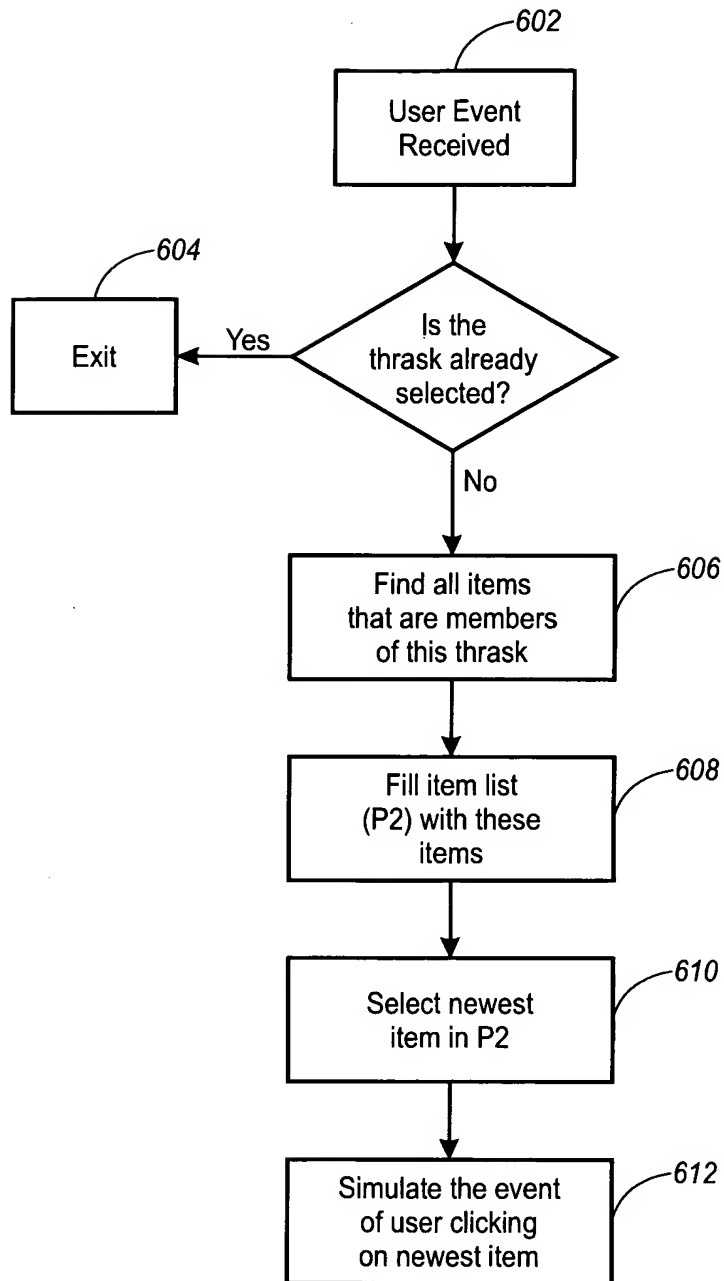 602
User Event
Received
604
Exit
Yes
Is the
thrask already
selected?
No
606
Find all items
that are members
of this thrask
608
Fill item list
(P2) with these
items
610
Select newest
item in P2
612
Simulate the event
of user clicking
on newest item